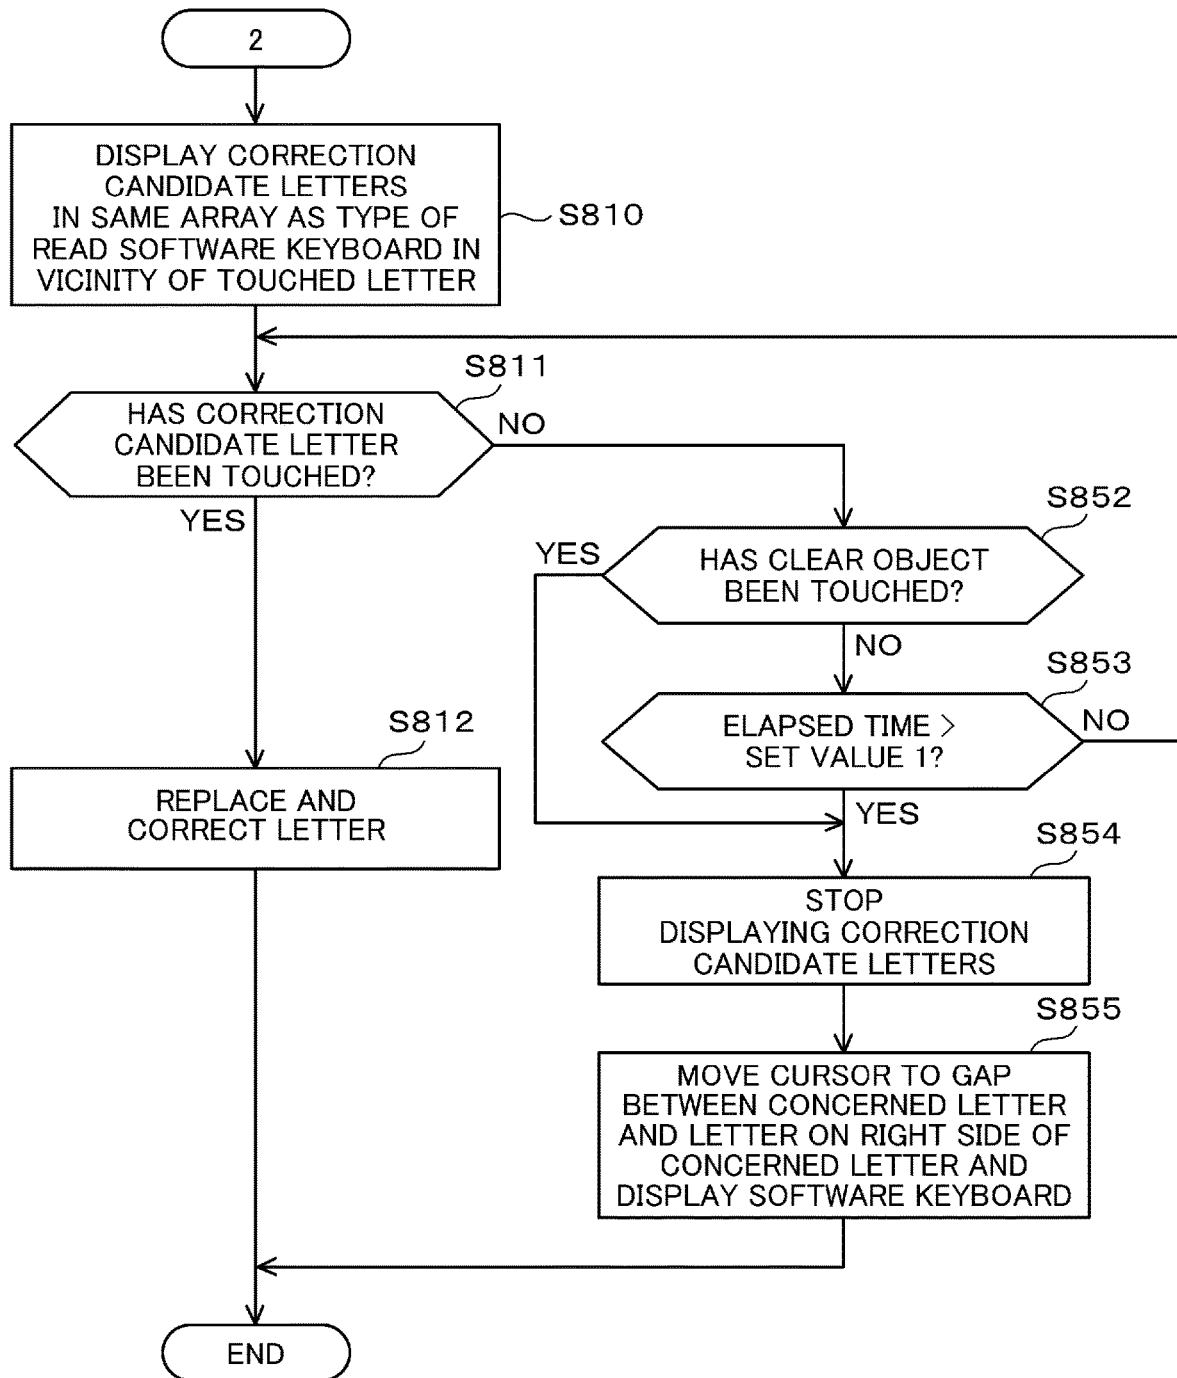 2
DISPLAY CORRECTION
CANDIDATE LETTERS
IN SAME ARRAY AS TYPE OF
READ SOFTWARE KEYBOARD IN
VICINITY OF TOUCHED LETTER
S810
S811
HAS CORRECTION
CANDIDATE LETTER
BEEN TOUCHED?
NO
YES
S852
YES
HAS CLEAR OBJECT
BEEN TOUCHED?
NO
S853
ELAPSED TIME >
SET VALUE 1?
NO
YES
S812
REPLACE AND
CORRECT LETTER
S854
STOP
DISPLAYING CORRECTION
CANDIDATE LETTERS
S855
MOVE CURSOR TO GAP
BETWEEN CONCERNED LETTER
AND LETTER ON RIGHT SIDE OF
CONCERNED LETTER AND
DISPLAY SOFTWARE KEYBOARD
END